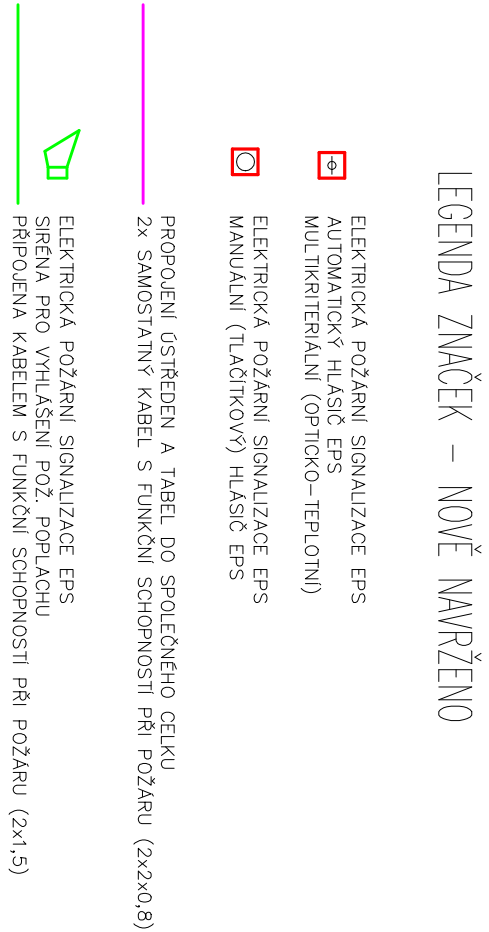 LEGENDA ZNAČEK – NOVĚ NAVRŽENO
ELEKTRICKÁ POŽÁRNÍ SIGNALIZACE EPS
AUTOMATICKÝ HLÁSIČ EPS
MULTIKRITERIÁLNÍ (OPTICKO–TEPLOTNÍ)
ELEKTRICKÁ POŽÁRNÍ SIGNALIZACE EPS
MANUÁLNÍ (TLAČÍTKOVÝ) HLÁSIČ EPS
PROPOJENÍ ÚSTŘEDEN A TABEL DO SPOLEČNÉHO CELKU
2x SAMOSTATNÝ KABEL S FUNKČNÍ SCHOPNOSTÍ PŘI POŽÁRU (2x2x0,8)
ELEKTRICKÁ POŽÁRNÍ SIGNALIZACE EPS
SIRÉNA PRO VYHLÁŠENÍ POŽ. POPLACHU
PŘIPOJENA KABELEM S FUNKČNÍ SCHOPNOSTÍ PŘI POŽÁRU (2x1,5)